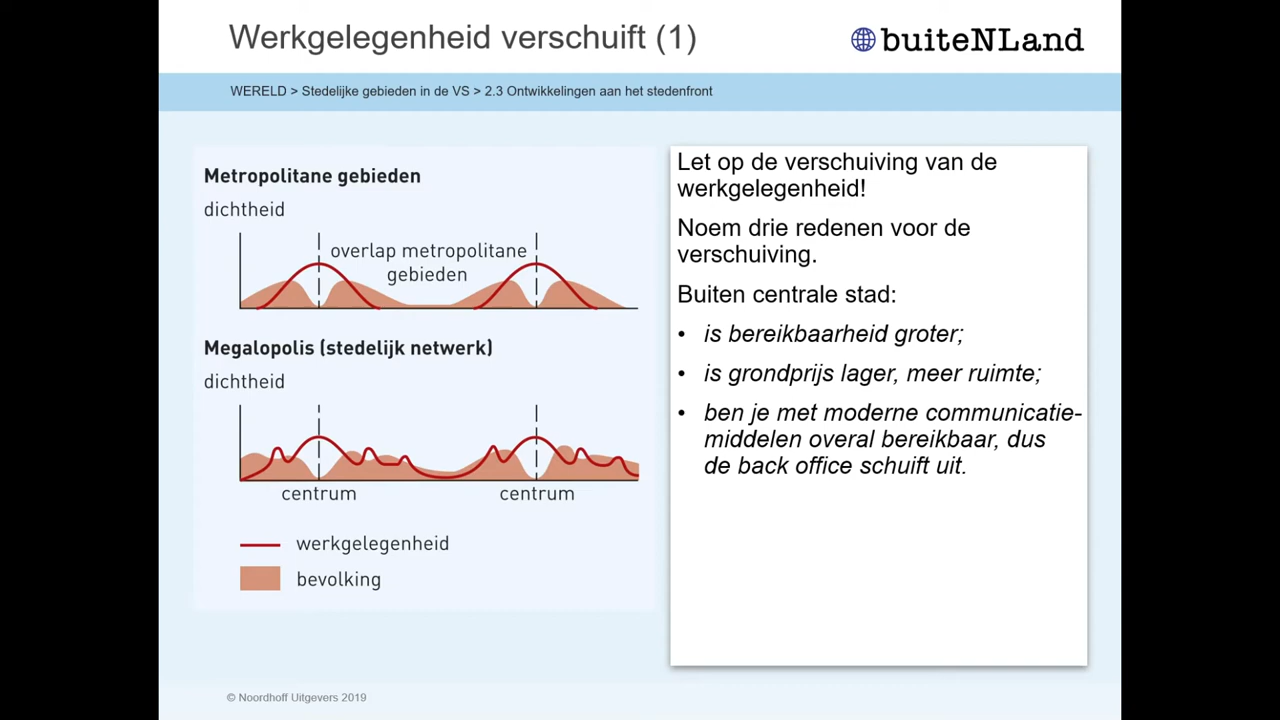 Werkgelegenheid verschuift (1)
buiteNLand
WERELD > Stedelijke gebieden in de VS > 2.3 Ontwikkelingen aan het stedenfront
Metropolitane gebieden
dichtheid
overlap metropolitane
gebieden
Megalopolis (stedelijk netwerk)
dichtheid
centrum
centrum
werkgelegenheid
bevolking
Let op de verschuiving van de
werkgelegenheid!
Noem drie redenen voor de
verschuiving.
Buiten centrale stad:
• is bereikbaarheid groter;
• is grondprijs lager, meer ruimte;
• ben je met moderne communicatie-
middelen overal bereikbaar, dus
de back office schuift uit.
© Noordhoff Uitgevers 2019